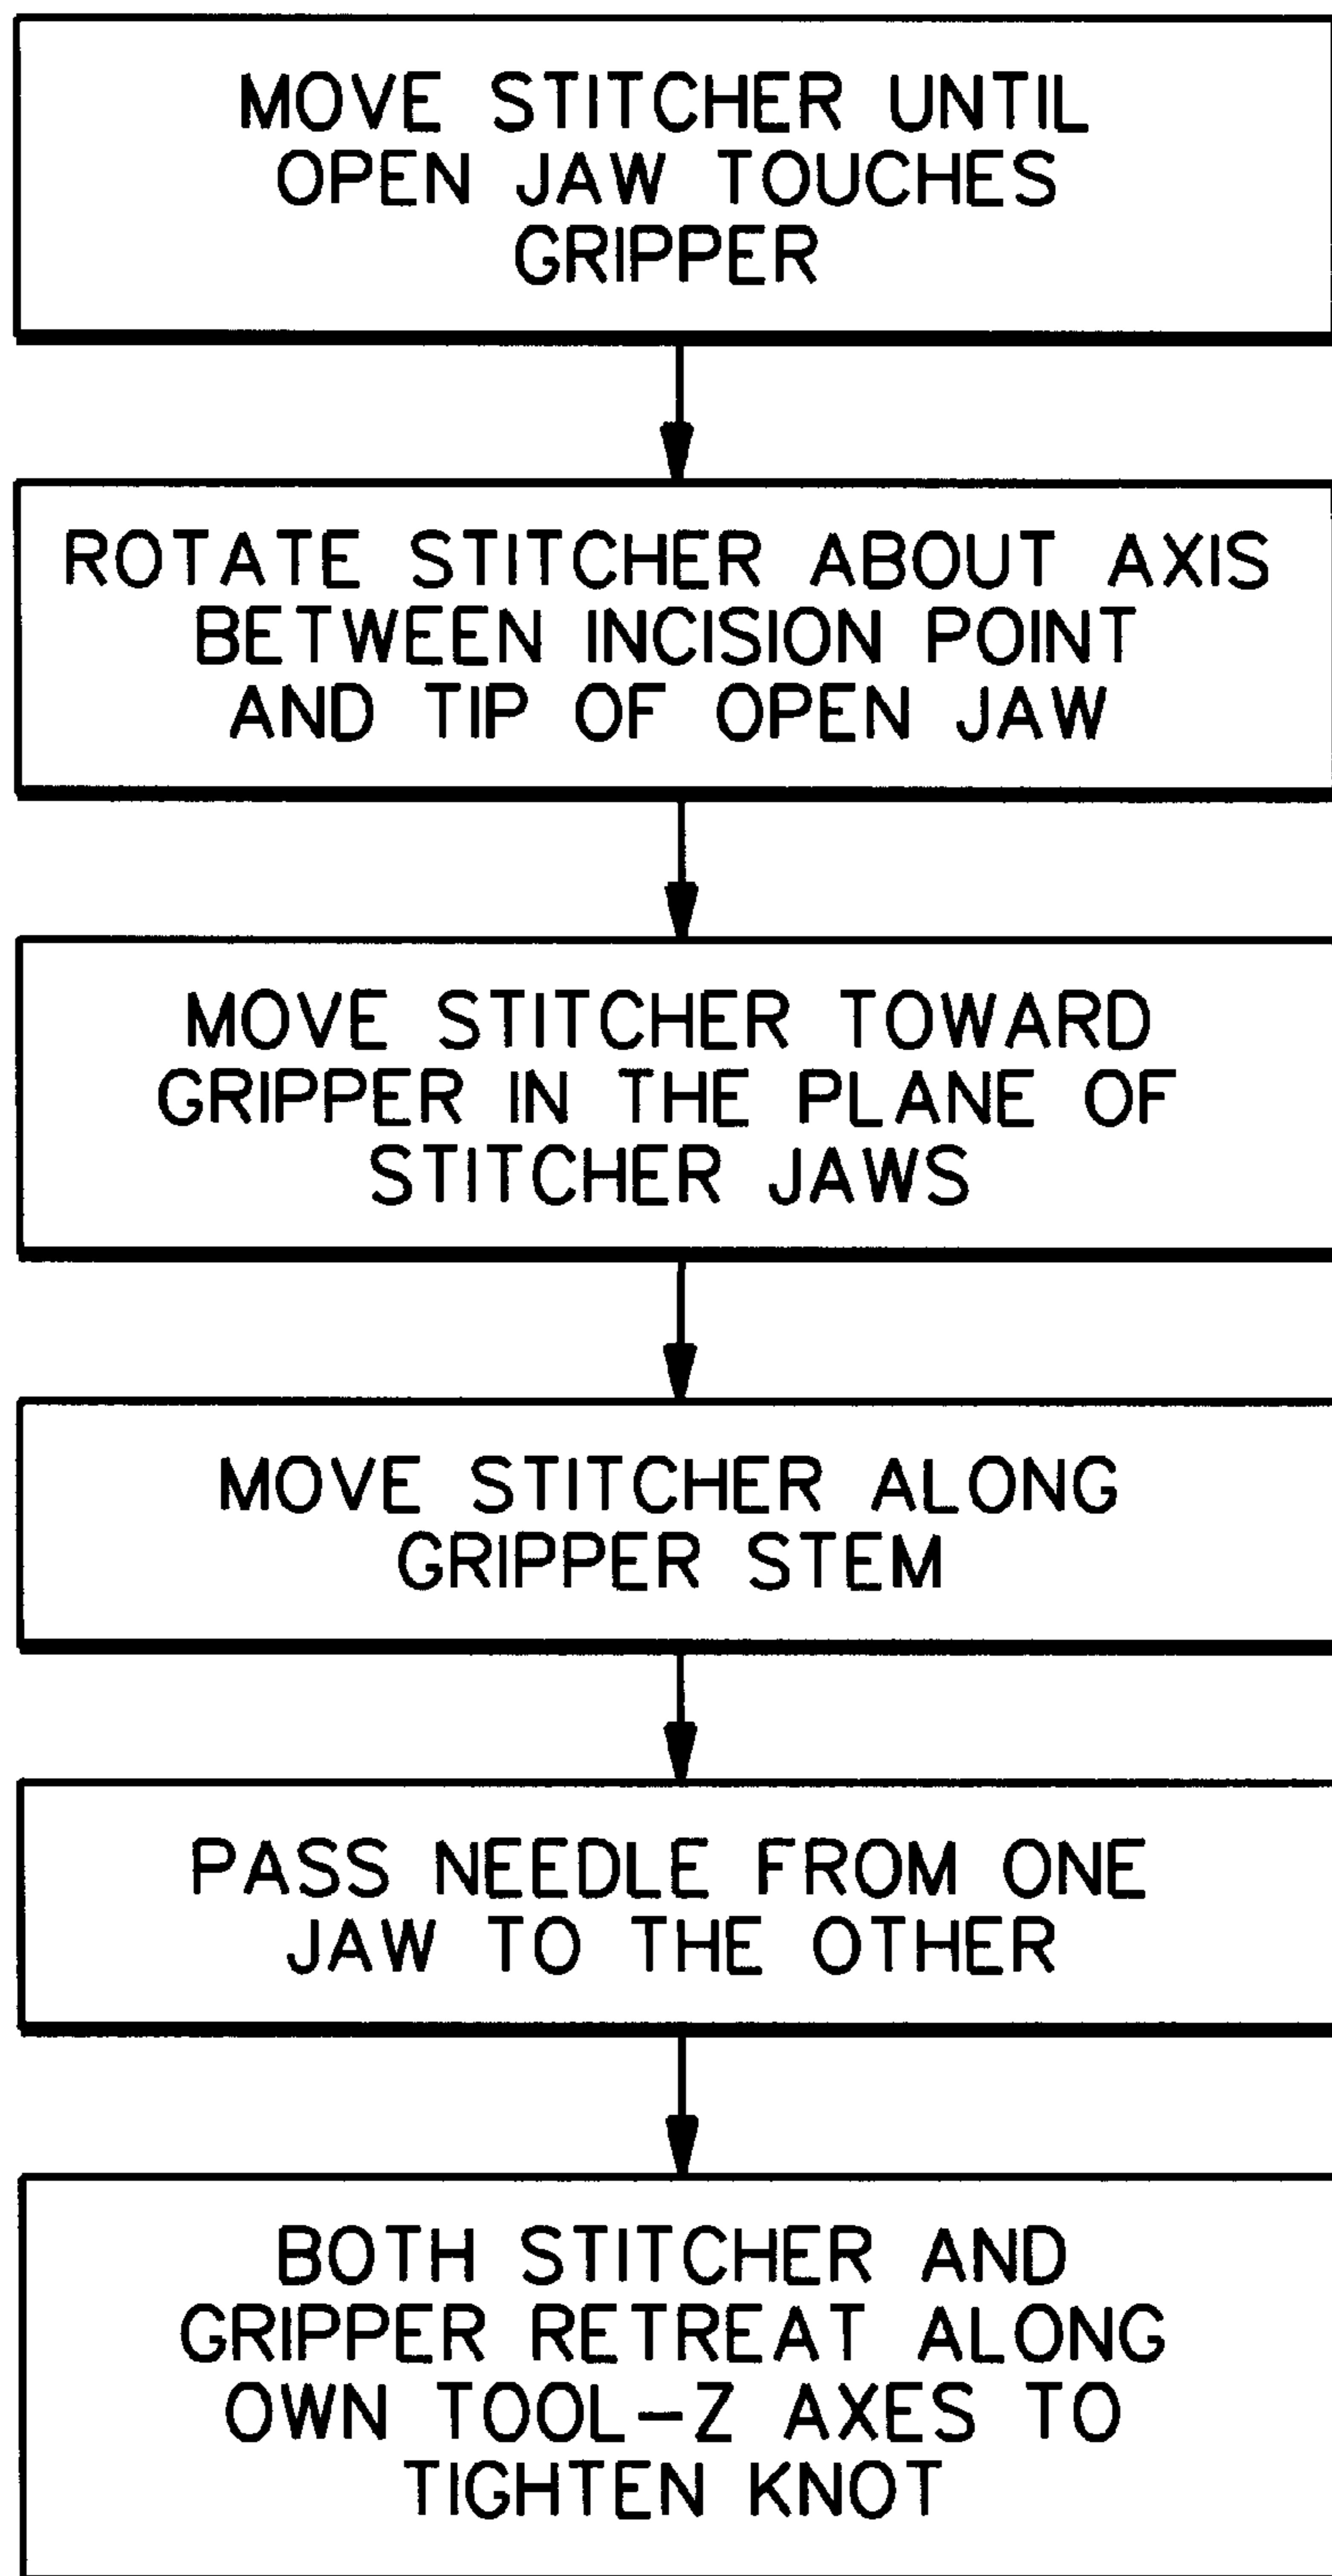 MOVE STITCHER UNTIL
OPEN JAW TOUCHES
GRIPPER
ROTATE STITCHER ABOUT AXIS
BETWEEN INCISION POINT
AND TIP OF OPEN JAW
MOVE STITCHER TOWARD
GRIPPER IN THE PLANE OF
STITCHER JAWS
MOVE STITCHER ALONG
GRIPPER STEM
PASS NEEDLE FROM ONE
JAW TO THE OTHER
BOTH STITCHER AND
GRIPPER RETREAT ALONG
OWN TOOL-Z AXES TO
TIGHTEN KNOT